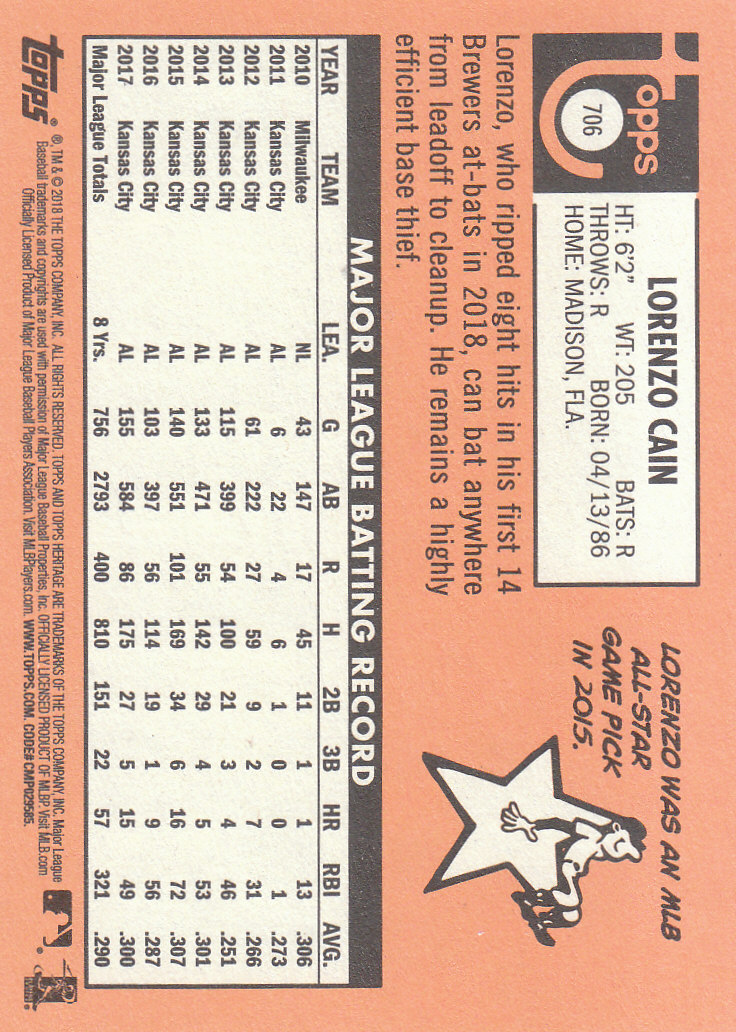 topps
706
LORENZO CAIN
HT: 6'2" WT: 205 BATS: R
THROWS: R BORN: 04/13/86
HOME: MADISON, FLA.
LORENZO WAS AN MLB
ALL-STAR
GAME PICK
IN 2015.
Lorenzo, who ripped eight hits in his first 14
Brewers at-bats in 2018, can bat anywhere
from leadoff to cleanup. He remains a highly
efficient base thief.
MAJOR LEAGUE BATTING RECORD
YEAR TEAM LEA. G AB R H 2B 3B HR RBI AVG.
2010 Milwaukee NL 43 147 17 45 11 1 1 13 .306
2011 Kansas City AL 6 22 4 6 1 0 0 1 .273
2012 Kansas City AL 61 222 27 59 9 2 7 31 .266
2013 Kansas City AL 115 399 54 100 21 3 4 46 .251
2014 Kansas City AL 133 471 55 142 29 4 5 53 .301
2015 Kansas City AL 140 551 101 169 34 6 16 72 .307
2016 Kansas City AL 103 397 56 114 19 1 9 56 .287
2017 Kansas City AL 155 584 86 175 27 5 15 49 .300
Major League Totals 8 Yrs. 756 2793 400 810 151 22 57 321 .290
topps®
®, TM & © 2018 THE TOPPS COMPANY, INC. ALL RIGHTS RESERVED. TOPPS AND TOPPS HERITAGE ARE TRADEMARKS OF THE TOPPS COMPANY, INC. Major League
Baseball trademarks and copyrights are used with permission of Major League Baseball Properties, Inc. OFFICIALLY LICENSED PRODUCT OF MLBP. Visit MLB.com
Officially Licensed Product of Major League Baseball Players Association. Visit MLBPlayers.com. WWW.TOPPS.COM. CODE# CMP029585.